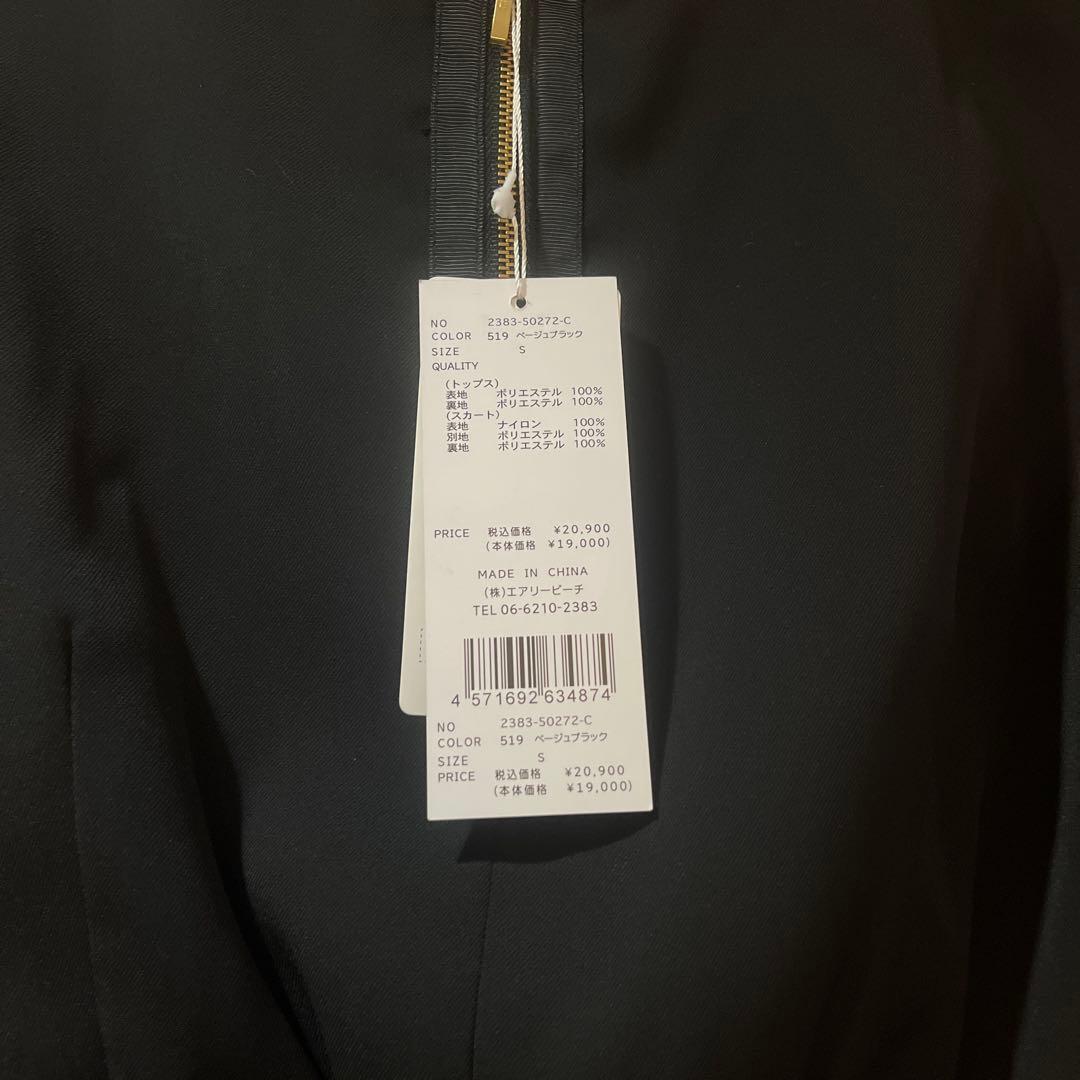 NO 2383-50272-C
COLOR 519 ベージュブラック
SIZE S
QUALITY
(トップス)
表地 ポリエステル 100%
裏地 ポリエステル 100%
(スカート)
表地 ナイロン 100%
別地 ポリエステル 100%
裏地 ポリエステル 100%
PRICE 税込価格 ¥20,900
(本体価格 ¥19,000)
MADE IN CHINA
(株)エアリービーチ
TEL 06-6210-2383
4 571692 634874
NO 2383-50272-C
COLOR 519 ベージュブラック
SIZE S
PRICE 税込価格 ¥20,900
(本体価格 ¥19,000)